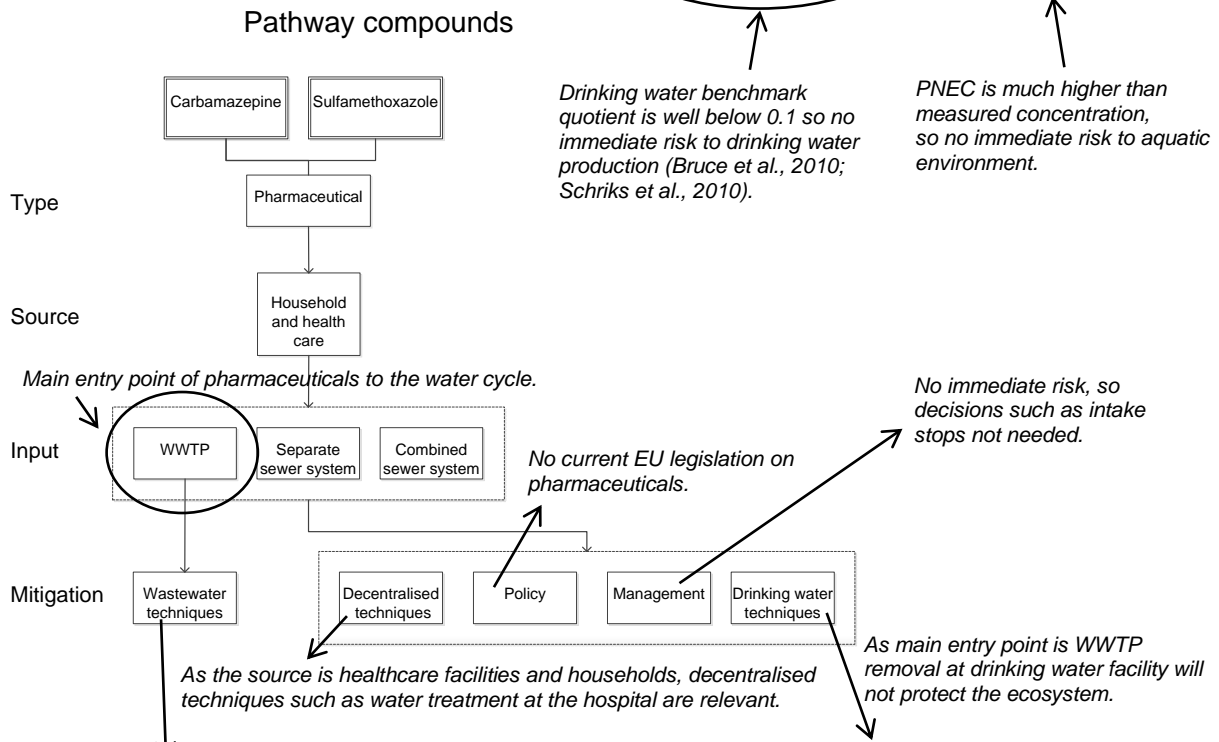 Pathway compounds
Carbamazepine
Sulfamethoxazole
Drinking water benchmark
quotient is well below 0.1 so no
immediate risk to drinking water
production (Bruce et al., 2010;
Schriks et al., 2010).
PNEC is much higher than
measured concentration,
so no immediate risk to aquatic
environment.
Type
Pharmaceutical
Source
Household
and health
care
Main entry point of pharmaceuticals to the water cycle.
Input
WWTP
Separate
sewer system
Combined
sewer system
No immediate risk, so
decisions such as intake
stops not needed.
No current EU legislation on
pharmaceuticals.
Mitigation
Wastewater
techniques
Decentralised
techniques
Policy
Management
Drinking water
techniques
As the source is healthcare facilities and households, decentralised
techniques such as water treatment at the hospital are relevant.
As main entry point is WWTP
removal at drinking water facility will
not protect the ecosystem.